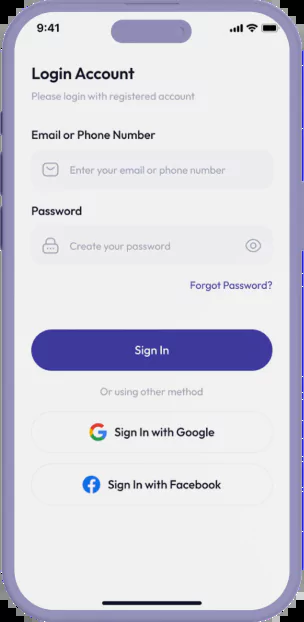 9:41
Login Account
Please login with registered account
Email or Phone Number
Enter your email or phone number
Password
Create your password
Forgot Password?
Sign In
Or using other method
Sign In with Google
Sign In with Facebook